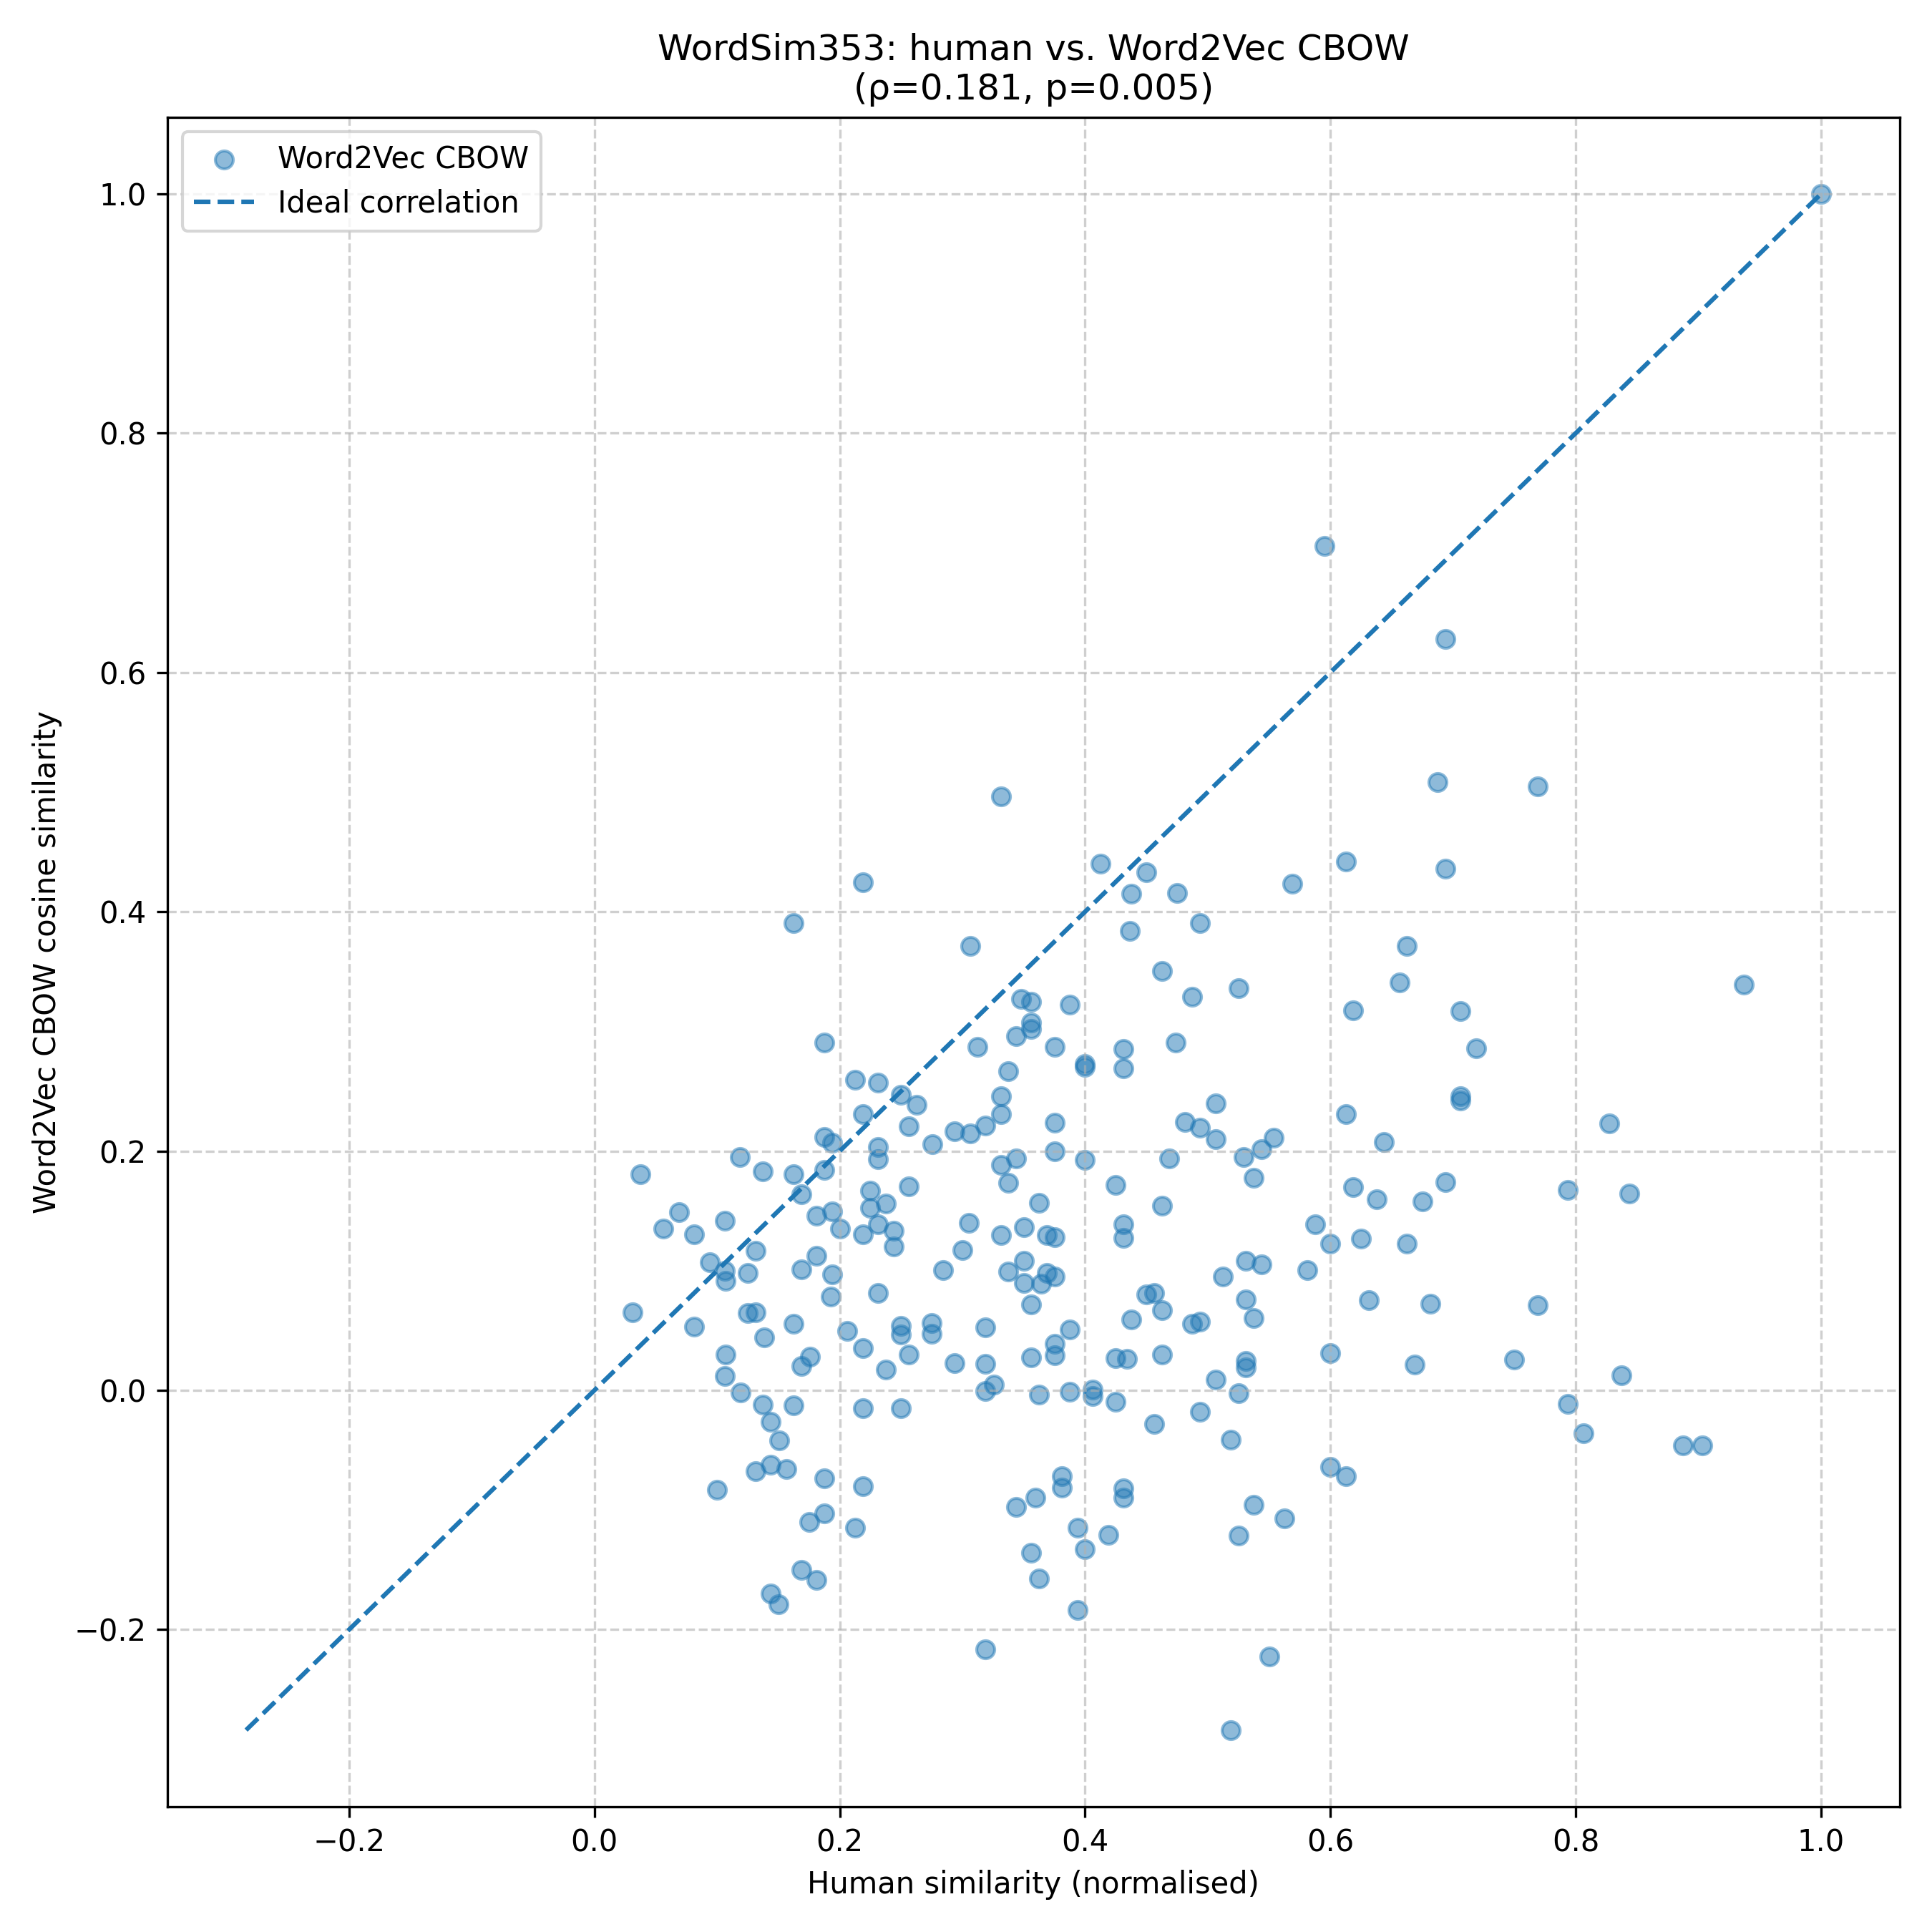 WordSim353: human vs. Word2Vec CBOW
(ρ=0.181, p=0.005)
Word2Vec CBOW
Ideal correlation
1.0
0.8
0.6
0.4
0.2
0.0
−0.2
Word2Vec CBOW cosine similarity
−0.2
0.0
0.2
0.4
0.6
0.8
1.0
Human similarity (normalised)